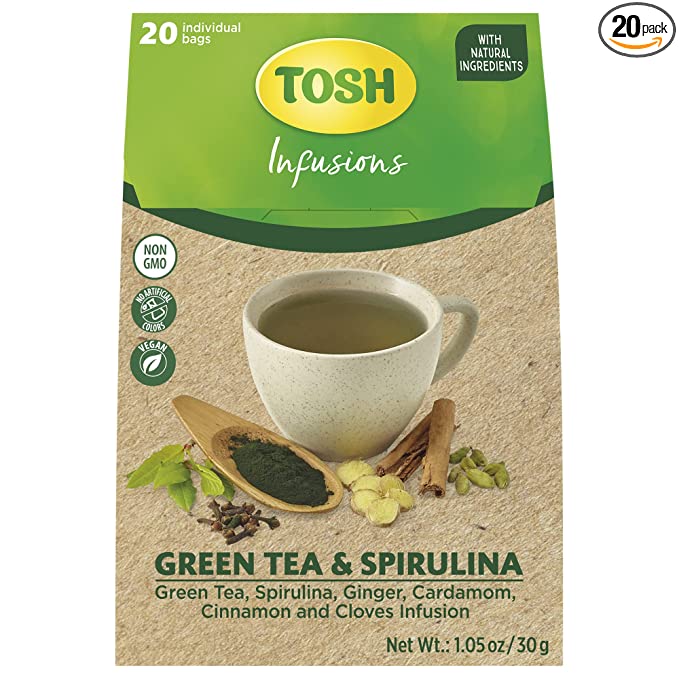 20 individual
bags
TOSH
Infusions
WITH
NATURAL
INGREDIENTS
20 pack
NON
GMO
NO ARTIFICIAL
COLORS
VEGAN
GREEN TEA & SPIRULINA
Green Tea, Spirulina, Ginger, Cardamom,
Cinnamon and Cloves Infusion
Net Wt.: 1.05 oz/30 g